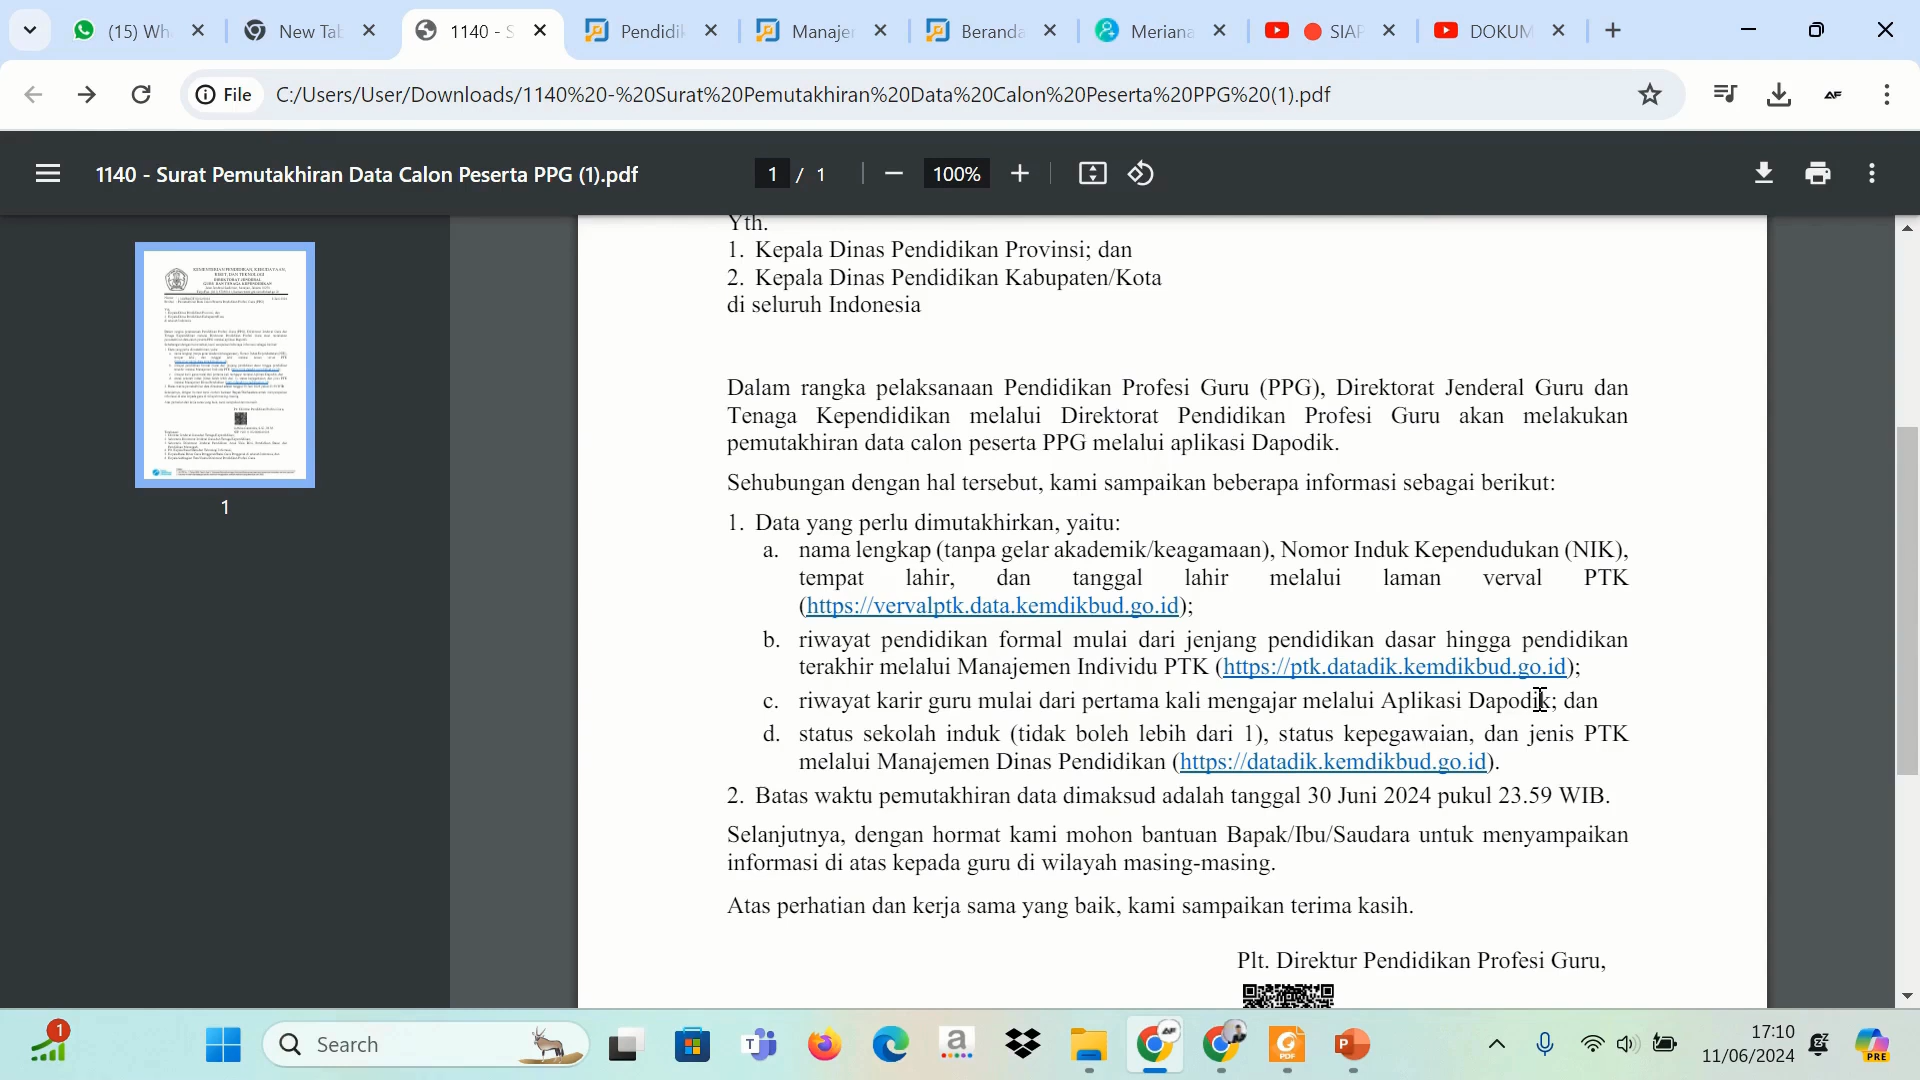 (15) Wh
New Tab
1140 - S
Pendidi
Manajer
Beranda
Meriana
SIAP
DOKUM
File
C:/Users/User/Downloads/1140%20-%20Surat%20Pemutakhiran%20Data%20Calon%20Peserta%20PPG%20(1).pdf
1140 - Surat Pemutakhiran Data Calon Peserta PPG (1).pdf
1 / 1
100%
1
Yth.
1. Kepala Dinas Pendidikan Provinsi; dan
2. Kepala Dinas Pendidikan Kabupaten/Kota
di seluruh Indonesia
Dalam rangka pelaksanaan Pendidikan Profesi Guru (PPG), Direktorat Jenderal Guru dan
Tenaga Kependidikan melalui Direktorat Pendidikan Profesi Guru akan melakukan
pemutakhiran data calon peserta PPG melalui aplikasi Dapodik.
Sehubungan dengan hal tersebut, kami sampaikan beberapa informasi sebagai berikut:
1. Data yang perlu dimutakhirkan, yaitu:
a. nama lengkap (tanpa gelar akademik/keagamaan), Nomor Induk Kependudukan (NIK),
tempat lahir, dan tanggal lahir melalui laman verval PTK
(https://vervalptk.data.kemdikbud.go.id);
b. riwayat pendidikan formal mulai dari jenjang pendidikan dasar hingga pendidikan
terakhir melalui Manajemen Individu PTK (https://ptk.datadik.kemdikbud.go.id);
c. riwayat karir guru mulai dari pertama kali mengajar melalui Aplikasi Dapodik; dan
d. status sekolah induk (tidak boleh lebih dari 1), status kepegawaian, dan jenis PTK
melalui Manajemen Dinas Pendidikan (https://datadik.kemdikbud.go.id).
2. Batas waktu pemutakhiran data dimaksud adalah tanggal 30 Juni 2024 pukul 23.59 WIB.
Selanjutnya, dengan hormat kami mohon bantuan Bapak/Ibu/Saudara untuk menyampaikan
informasi di atas kepada guru di wilayah masing-masing.
Atas perhatian dan kerja sama yang baik, kami sampaikan terima kasih.
Plt. Direktur Pendidikan Profesi Guru,
1
Search
17:10
11/06/2024
PRE